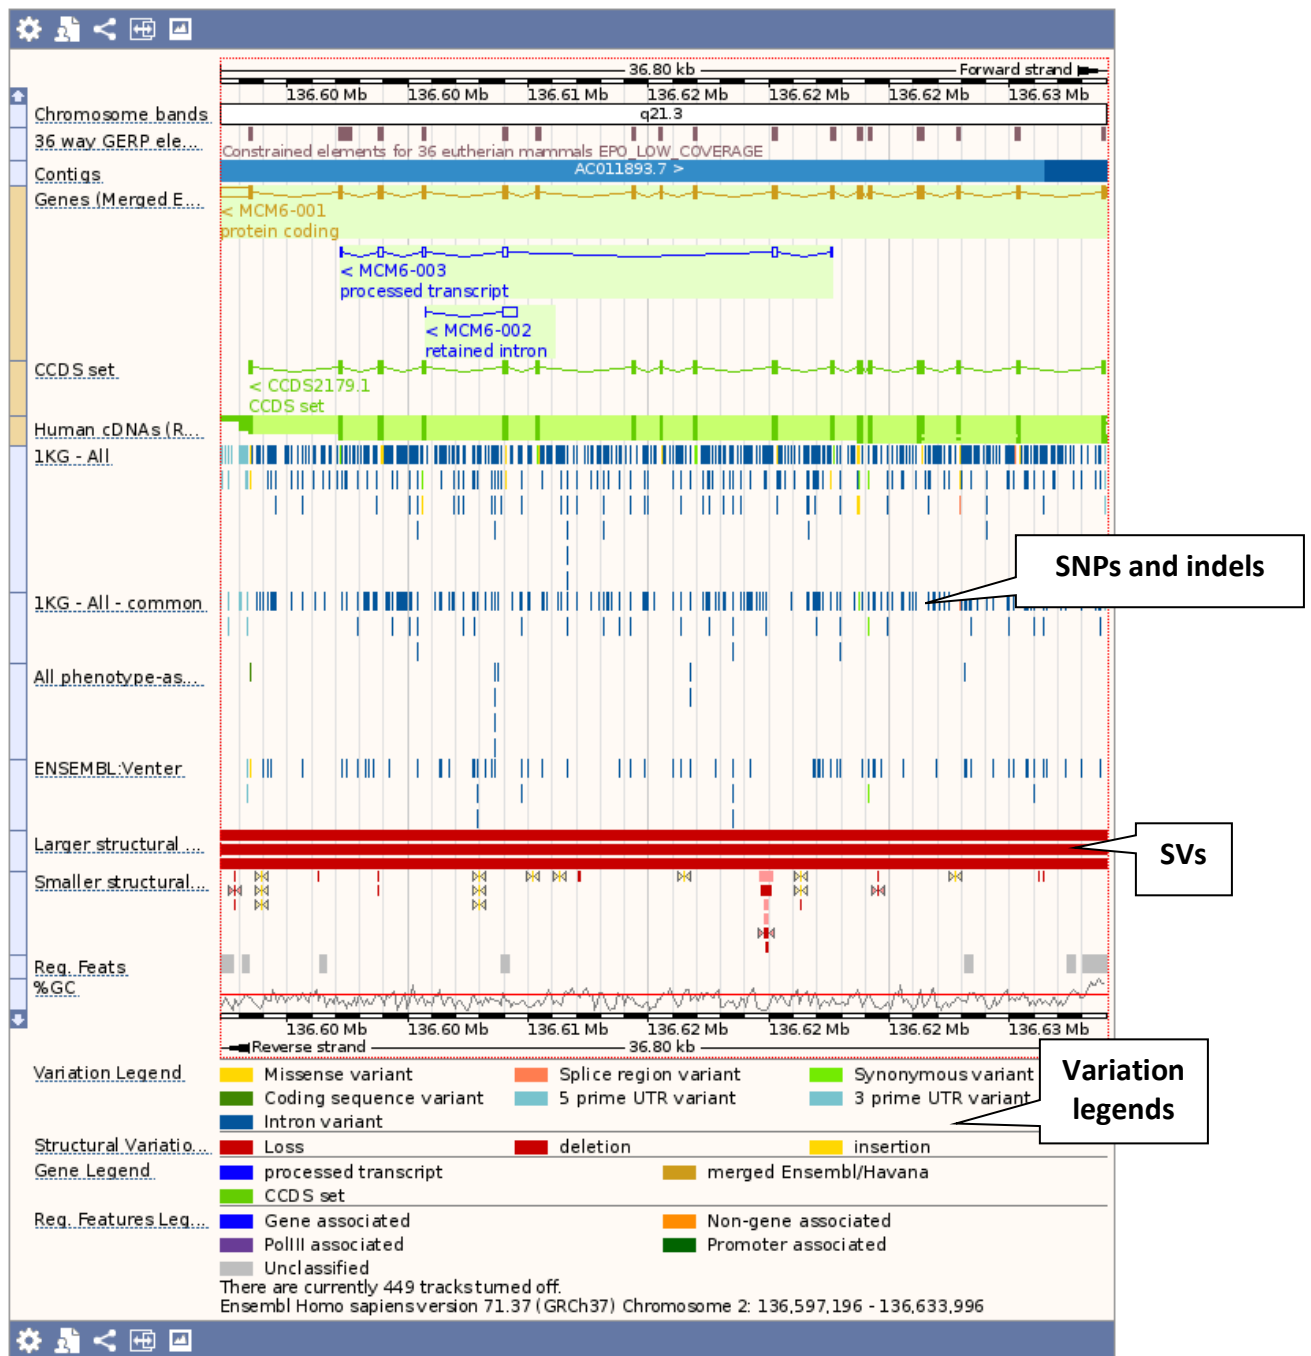 36.80 kb Forward strand
136.60 Mb 136.60 Mb 136.61 Mb 136.62 Mb 136.62 Mb 136.62 Mb 136.63 Mb
Chromosome bands q21.3
36 way GERP ele...
Constrained elements for 36 eutherian mammals EPO_LOW_COVERAGE
Contigs AC011893.7 >
Genes (Merged E...
< MCM6-001
protein coding
< MCM6-003
processed transcript
< MCM6-002
retained intron
CCDS set
< CCDS2179.1
CCDS set
Human cDNAs (R...
1KG - All
SNPs and indels
1KG - All - common
All phenotype-as...
ENSEMBL:Venter
Larger structural ...
SVs
Smaller structural...
Reg. Feats
%GC
136.60 Mb 136.60 Mb 136.61 Mb 136.62 Mb 136.62 Mb 136.62 Mb 136.63 Mb
Reverse strand 36.80 kb
Variation Legend Missense variant Splice region variant Synonymous variant
Coding sequence variant 5 prime UTR variant 3 prime UTR variant
Intron variant
Variation
legends
Structural Variatio... Loss deletion insertion
Gene Legend processed transcript merged Ensembl/Havana
CCDS set
Reg. Features Leg... Gene associated Non-gene associated
PolIII associated Promoter associated
Unclassified
There are currently 449 tracks turned off.
Ensembl Homo sapiens version 71.37 (GRCh37) Chromosome 2: 136,597,196 - 136,633,996